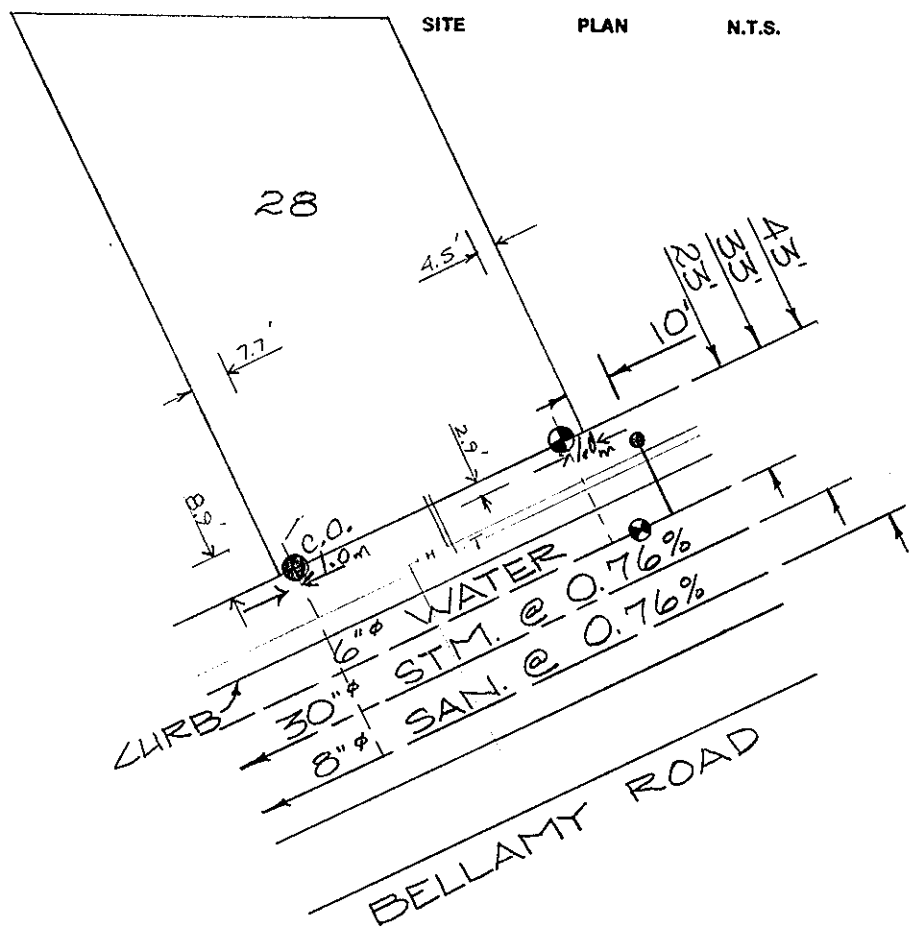 SITE PLAN N.T.S.
28
4.5'
7.7'
23'
33'
43'
10'
2.9'
8.9'
C.O.
1.0m
6"ø WATER
30"ø STM. @ 0.76%
8"ø SAN. @ 0.76%
CURB
BELLAMY ROAD